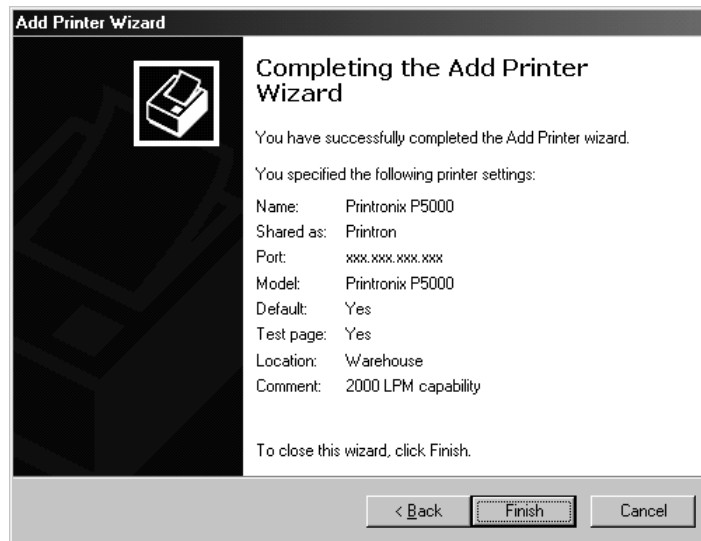 Add Printer Wizard
Completing the Add Printer
Wizard
You have successfully completed the Add Printer wizard.
You specified the following printer settings:
Name: Printronix P5000
Shared as: Printron
Port: xxx.xxx.xxx.xxx
Model: Printronix P5000
Default: Yes
Test page: Yes
Location: Warehouse
Comment: 2000 LPM capability
To close this wizard, click Finish.
< Back Finish Cancel